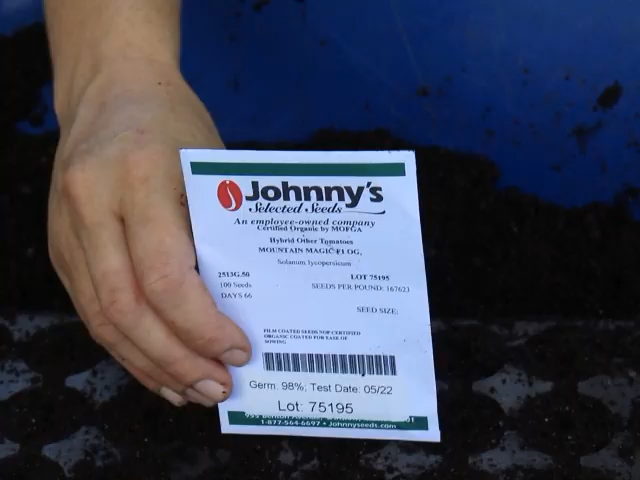 Johnny's
Selected Seeds
An employee-owned company
Certified Organic by MOFGA
Hybrid Other Tomatoes
MOUNTAIN MAGIC F1 OG,
Solanum lycopersicum
2513G.50 LOT 75195
100 Seeds SEEDS PER POUND: 167623
DAYS 66
SEED SIZE:
FILM COATED SEEDS NOP CERTIFIED
ORGANIC COATED FOR EASE OF
SOWING
Germ: 98%; Test Date: 05/22
Lot: 75195
1-877-564-6697 • Johnnyseeds.com